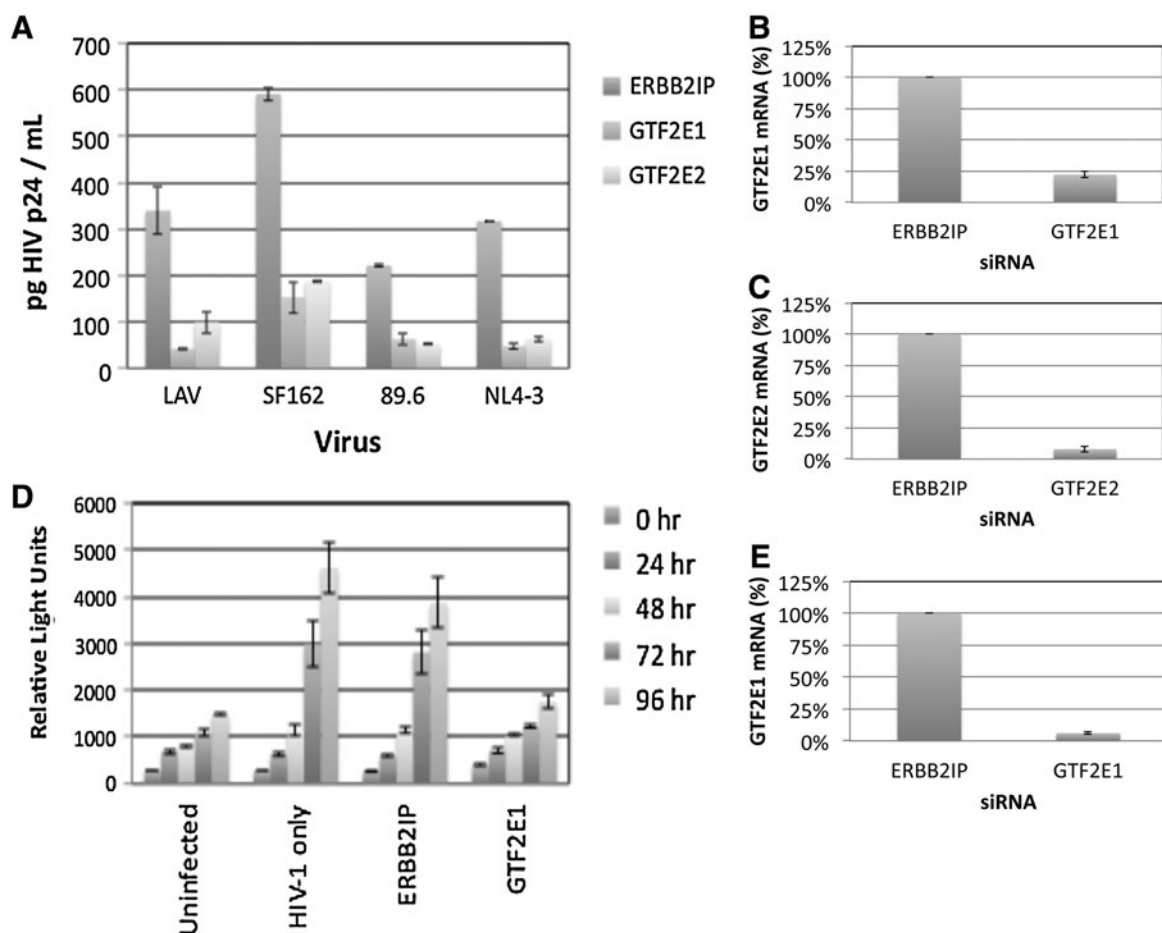 A
700
600
500
400
300
200
100
0
pg HIV p24 / mL
LAV
SF162
89.6
NL4-3
Virus
ERBB2IP
GTF2E1
GTF2E2
B
125%
100%
75%
50%
25%
0%
GTF2E1 mRNA (%)
ERBB2IP
GTF2E1
siRNA
C
125%
100%
75%
50%
25%
0%
GTF2E2 mRNA (%)
ERBB2IP
GTF2E2
siRNA
D
6000
5000
4000
3000
2000
1000
0
Relative Light Units
Uninfected
HIV-1 only
ERBB2IP
GTF2E1
0 hr
24 hr
48 hr
72 hr
96 hr
E
125%
100%
75%
50%
25%
0%
GTF2E1 mRNA (%)
ERBB2IP
GTF2E1
siRNA